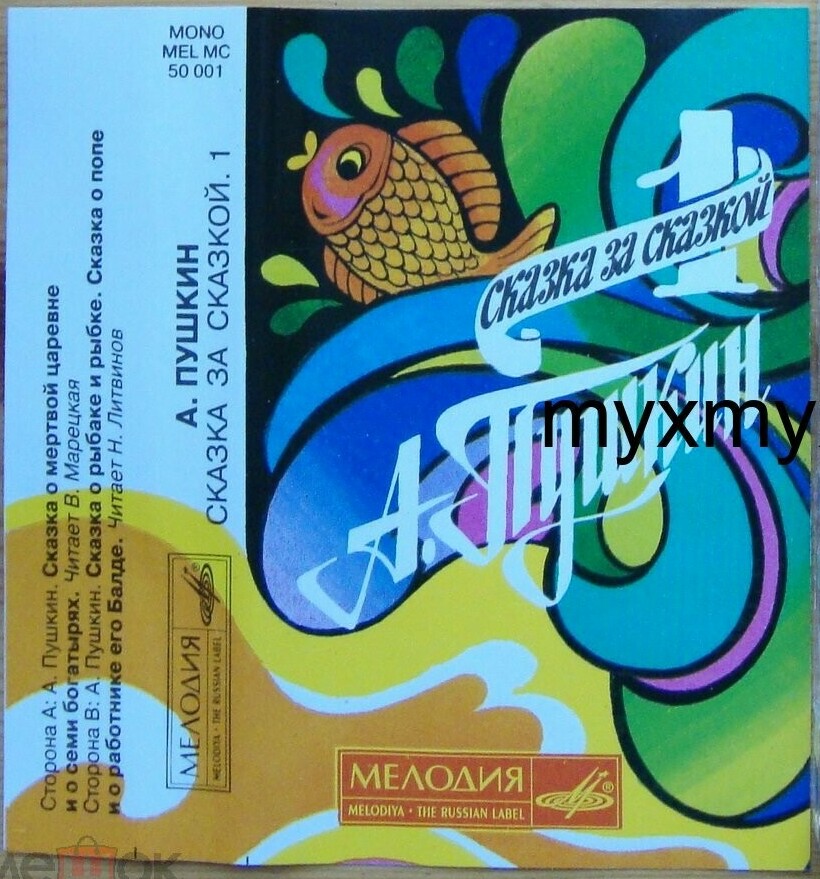 MONO
MEL MC
50 001
А. ПУШКИН
СКАЗКА ЗА СКАЗКОЙ. 1
Сторона А: А. Пушкин. Сказка о мертвой царевне
и о семи богатырях. Читает В. Марецкая
Сторона В: А. Пушкин. Сказка о рыбаке и рыбке. Сказка о попе
и о работнике его Балде. Читает Н. Литвинов
МЕЛОДИЯ
MELODIYA • THE RUSSIAN LABEL
1
Сказка за сказкой
А. Пушкин
myxmy
МЕЛОДИЯ
MELODIYA • THE RUSSIAN LABEL
®
мешок